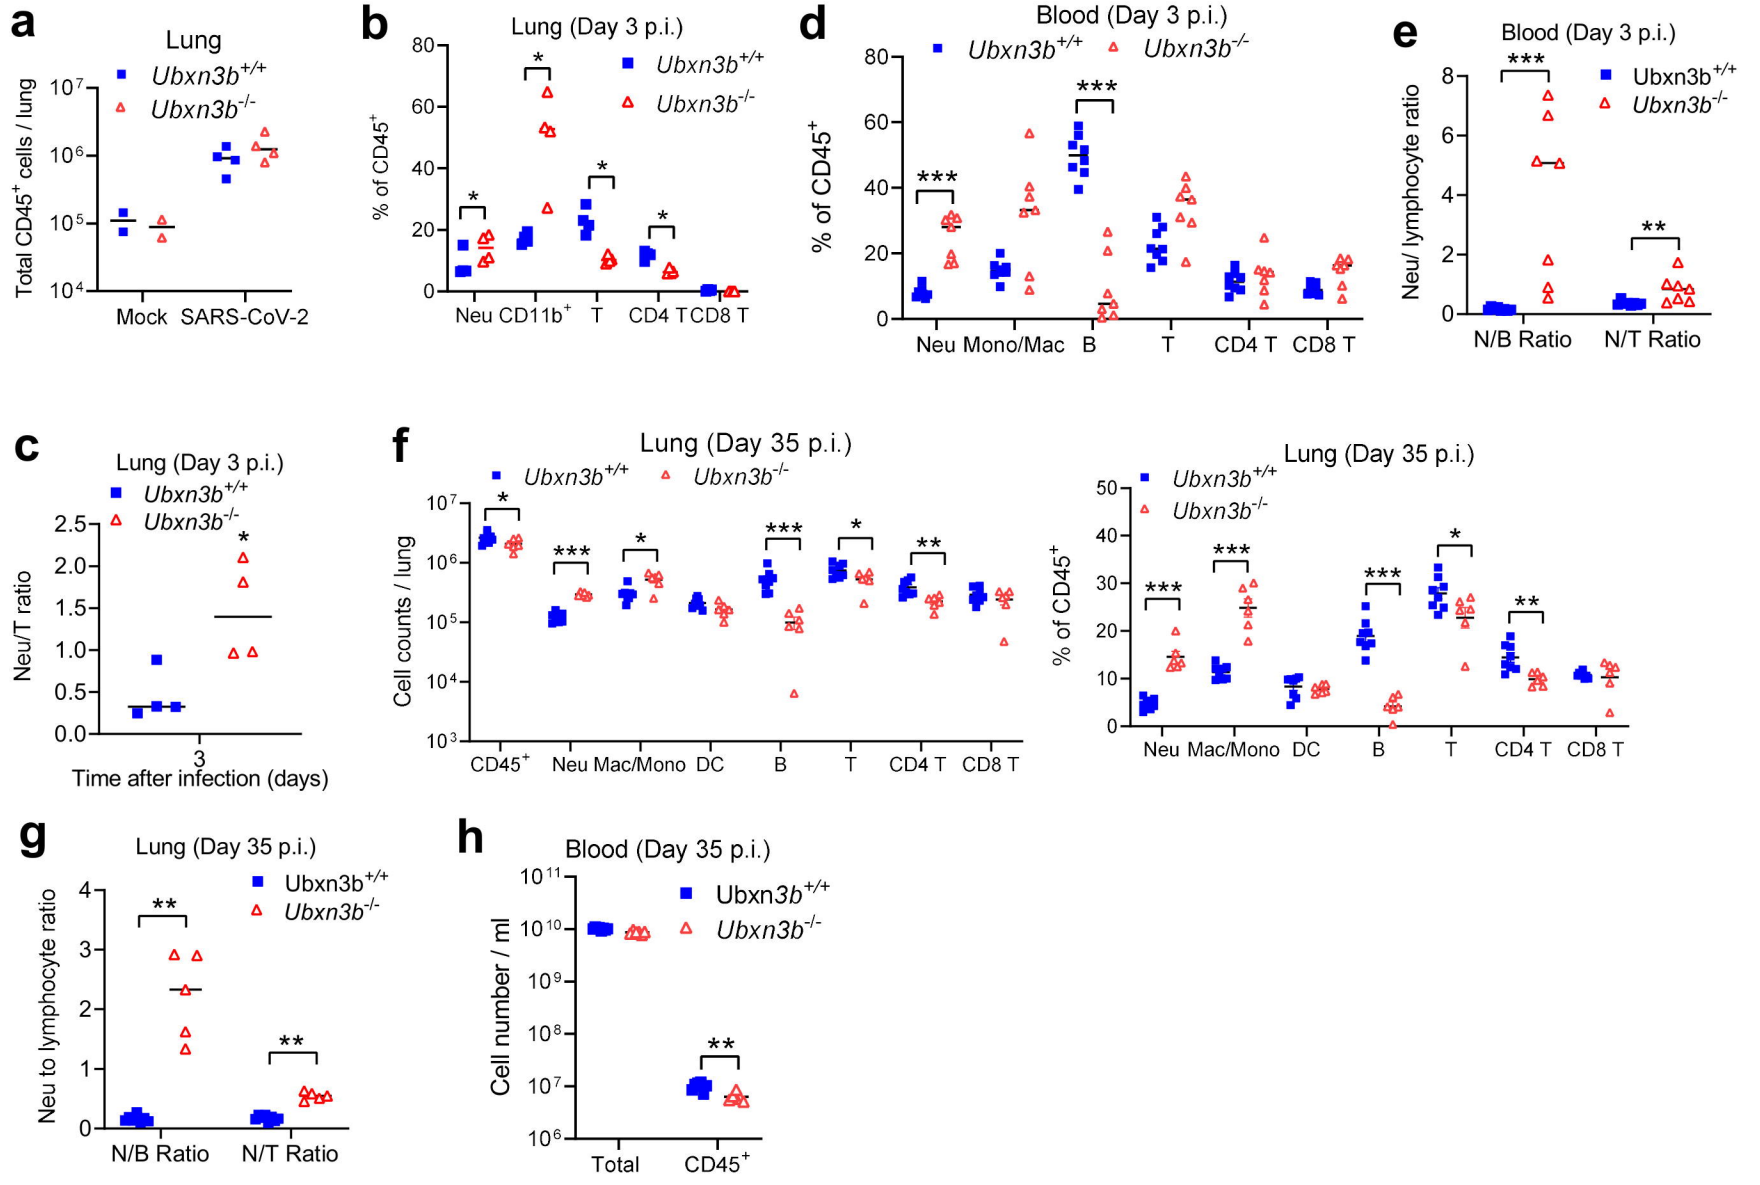 a
Lung
Ubxn3b+/+
Ubxn3b-/-
Total CD45+ cells / lung
10^7
10^6
10^5
10^4
Mock SARS-CoV-2
b
Lung (Day 3 p.i.)
Ubxn3b+/+
Ubxn3b-/-
% of CD45+
80
60
40
20
0
* * * *
Neu CD11b+ T CD4 T CD8 T
d
Blood (Day 3 p.i.)
Ubxn3b+/+ Ubxn3b-/-
% of CD45+
80
60
40
20
0
*** ***
Neu Mono/Mac B T CD4 T CD8 T
e
Blood (Day 3 p.i.)
Ubxn3b+/+
Ubxn3b-/-
Neu/ lymphocyte ratio
8
6
4
2
0
*** **
N/B Ratio N/T Ratio
c
Lung (Day 3 p.i.)
Ubxn3b+/+
Ubxn3b-/-
Neu/T ratio
2.5
2.0
1.5
1.0
0.5
0.0
*
3
Time after infection (days)
f
Lung (Day 35 p.i.)
Ubxn3b+/+ Ubxn3b-/-
Cell counts / lung
10^7
10^6
10^5
10^4
10^3
* *** * *** * **
CD45+ Neu Mac/Mono DC B T CD4 T CD8 T
Lung (Day 35 p.i.)
Ubxn3b+/+
Ubxn3b-/-
% of CD45+
50
40
30
20
10
0
*** *** *** * **
Neu Mac/Mono DC B T CD4 T CD8 T
g
Lung (Day 35 p.i.)
Ubxn3b+/+
Ubxn3b-/-
Neu to lymphocyte ratio
4
3
2
1
0
** **
N/B Ratio N/T Ratio
h
Blood (Day 35 p.i.)
Ubxn3b+/+
Ubxn3b-/-
Cell number / ml
10^11
10^10
10^9
10^8
10^7
10^6
**
Total CD45+